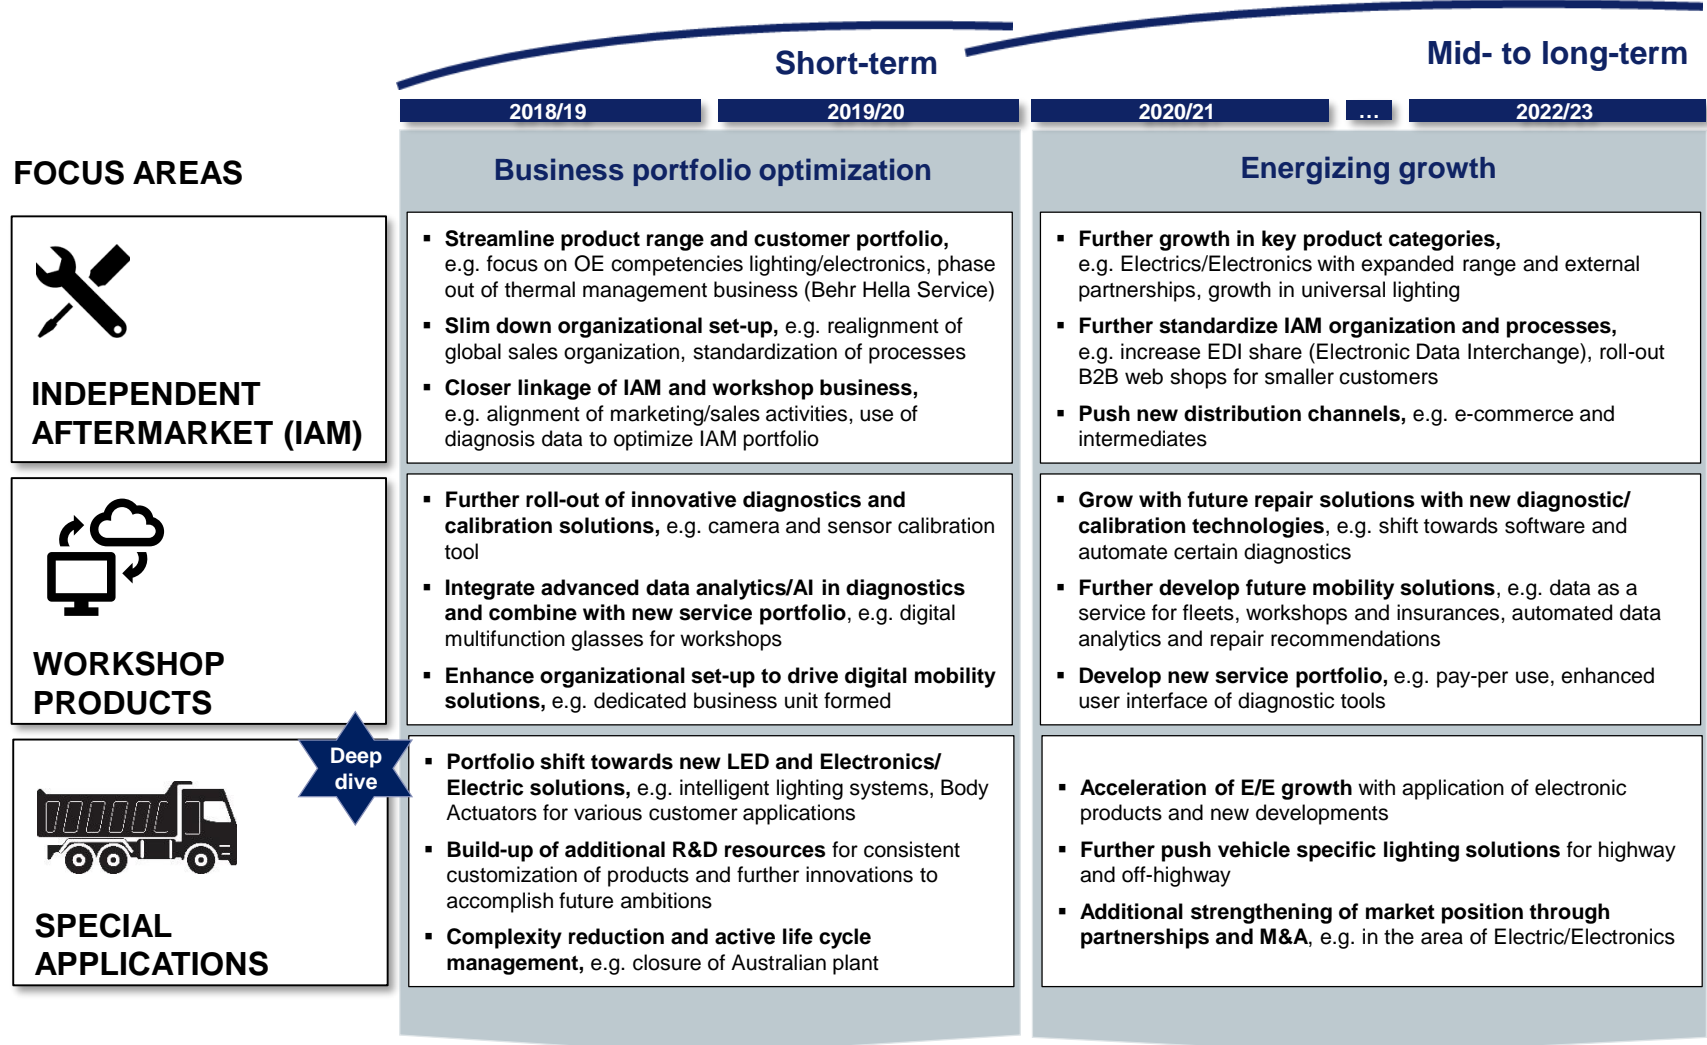 Short-term
Mid- to long-term
2018/19
2019/20
2020/21
...
2022/23
FOCUS AREAS
Business portfolio optimization
Energizing growth
INDEPENDENT
AFTERMARKET (IAM)
▪ Streamline product range and customer portfolio,
e.g. focus on OE competencies lighting/electronics, phase
out of thermal management business (Behr Hella Service)
▪ Slim down organizational set-up, e.g. realignment of
global sales organization, standardization of processes
▪ Closer linkage of IAM and workshop business,
e.g. alignment of marketing/sales activities, use of
diagnosis data to optimize IAM portfolio
▪ Further growth in key product categories,
e.g. Electrics/Electronics with expanded range and external
partnerships, growth in universal lighting
▪ Further standardize IAM organization and processes,
e.g. increase EDI share (Electronic Data Interchange), roll-out
B2B web shops for smaller customers
▪ Push new distribution channels, e.g. e-commerce and
intermediates
WORKSHOP
PRODUCTS
▪ Further roll-out of innovative diagnostics and
calibration solutions, e.g. camera and sensor calibration
tool
▪ Integrate advanced data analytics/AI in diagnostics
and combine with new service portfolio, e.g. digital
multifunction glasses for workshops
▪ Enhance organizational set-up to drive digital mobility
solutions, e.g. dedicated business unit formed
▪ Grow with future repair solutions with new diagnostic/
calibration technologies, e.g. shift towards software and
automate certain diagnostics
▪ Further develop future mobility solutions, e.g. data as a
service for fleets, workshops and insurances, automated data
analytics and repair recommendations
▪ Develop new service portfolio, e.g. pay-per use, enhanced
user interface of diagnostic tools
Deep
dive
SPECIAL
APPLICATIONS
▪ Portfolio shift towards new LED and Electronics/
Electric solutions, e.g. intelligent lighting systems, Body
Actuators for various customer applications
▪ Build-up of additional R&D resources for consistent
customization of products and further innovations to
accomplish future ambitions
▪ Complexity reduction and active life cycle
management, e.g. closure of Australian plant
▪ Acceleration of E/E growth with application of electronic
products and new developments
▪ Further push vehicle specific lighting solutions for highway
and off-highway
▪ Additional strengthening of market position through
partnerships and M&A, e.g. in the area of Electric/Electronics